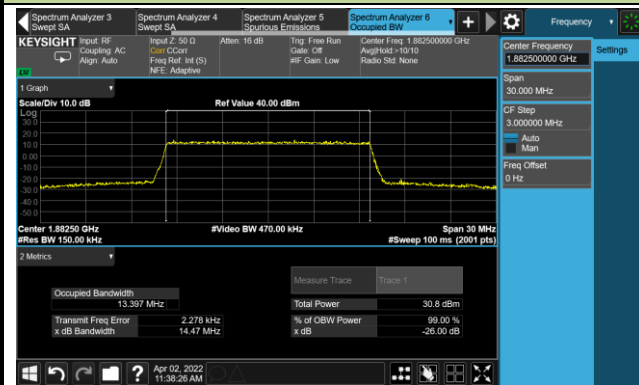 Spectrum Analyzer 3
Swept SA
Spectrum Analyzer 4
Swept SA
Spectrum Analyzer 5
Spurious Emissions
Spectrum Analyzer 6
Occupied BW
Frequency
KEYSIGHT
Input: RF
Coupling: AC
Align: Auto
Input Z: 50 Ω
Corr CCorr
Freq Ref: Int (S)
NFE: Adaptive
Atten: 16 dB
Trig: Free Run
Gate: Off
#IF Gain: Low
Center Freq: 1.882500000 GHz
Avg|Hold:>10/10
Radio Std: None
Center Frequency
1.882500000 GHz
Settings
Span
30.000 MHz
CF Step
3.000000 MHz
Auto
Man
Freq Offset
0 Hz
1 Graph
Scale/Div 10.0 dB
Ref Value 40.00 dBm
Log
30.0
20.0
10.0
0.00
-10.0
-20.0
-30.0
-40.0
-50.0
Center 1.88250 GHz
#Res BW 150.00 kHz
#Video BW 470.00 kHz
Span 30 MHz
#Sweep 100 ms (2001 pts)
2 Metrics
Measure Trace
Trace 1
Occupied Bandwidth
13.397 MHz
Total Power
30.8 dBm
Transmit Freq Error
2.278 kHz
% of OBW Power
99.00 %
x dB Bandwidth
14.47 MHz
x dB
-26.00 dB
?
Apr 02, 2022
11:38:26 AM